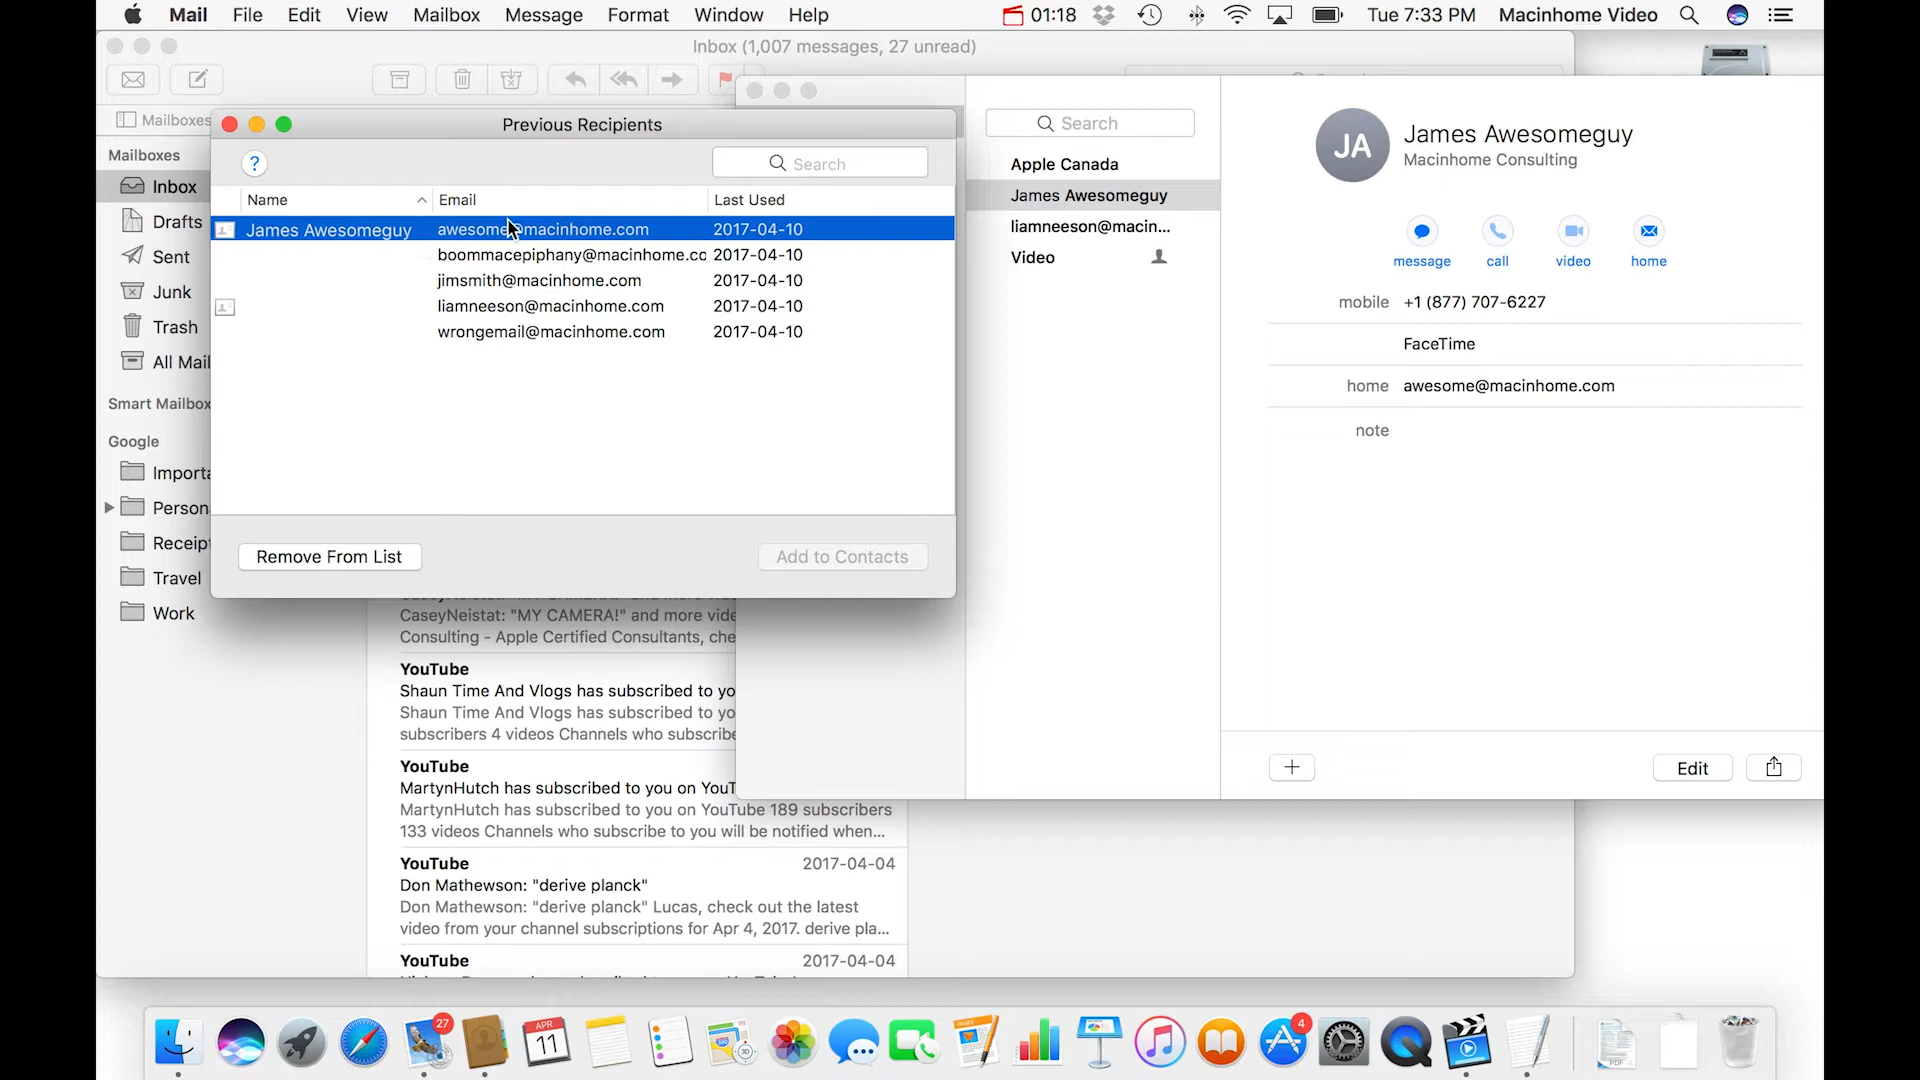 Mail File Edit View Mailbox Message Format Window Help 01:18 Tue 7:33 PM Macinhome Video
Inbox (1,007 messages, 27 unread)
Mailboxes
Mailboxes
Inbox
Drafts
Sent
Junk
Trash
All Mail
Smart Mailbox
Google
Importa
Person
Receipt
Travel
Work
Previous Recipients
?
Search
Name Email Last Used
James Awesomeguy awesome@macinhome.com 2017-04-10
boommacepiphany@macinhome.co 2017-04-10
jimsmith@macinhome.com 2017-04-10
liamneeson@macinhome.com 2017-04-10
wrongemail@macinhome.com 2017-04-10
Remove From List Add to Contacts
CaseyNeistat: "MY CAMERA!" and more vide
Consulting - Apple Certified Consultants, che
YouTube
Shaun Time And Vlogs has subscribed to yo
Shaun Time And Vlogs has subscribed to yo
subscribers 4 videos Channels who subscribe
YouTube
MartynHutch has subscribed to you on YouT
MartynHutch has subscribed to you on YouTube 189 subscribers
133 videos Channels who subscribe to you will be notified when...
YouTube 2017-04-04
Don Mathewson: "derive planck"
Don Mathewson: "derive planck" Lucas, check out the latest
video from your channel subscriptions for Apr 4, 2017. derive pla...
YouTube 2017-04-04
Search
Apple Canada
James Awesomeguy
liamneeson@macin...
Video
JA
James Awesomeguy
Macinhome Consulting
message call video home
mobile +1 (877) 707-6227
FaceTime
home awesome@macinhome.com
note
+ Edit
27
APR
11
30
PAGES
4
PDF